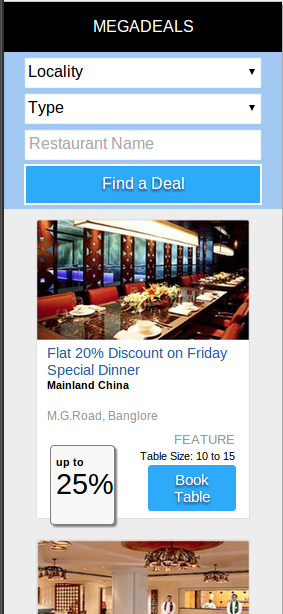 MEGADEALS
Locality
Type
Restaurant Name
Find a Deal
Flat 20% Discount on Friday
Special Dinner
Mainland China
M.G.Road, Banglore
FEATURE
Table Size: 10 to 15
up to
25%
Book
Table